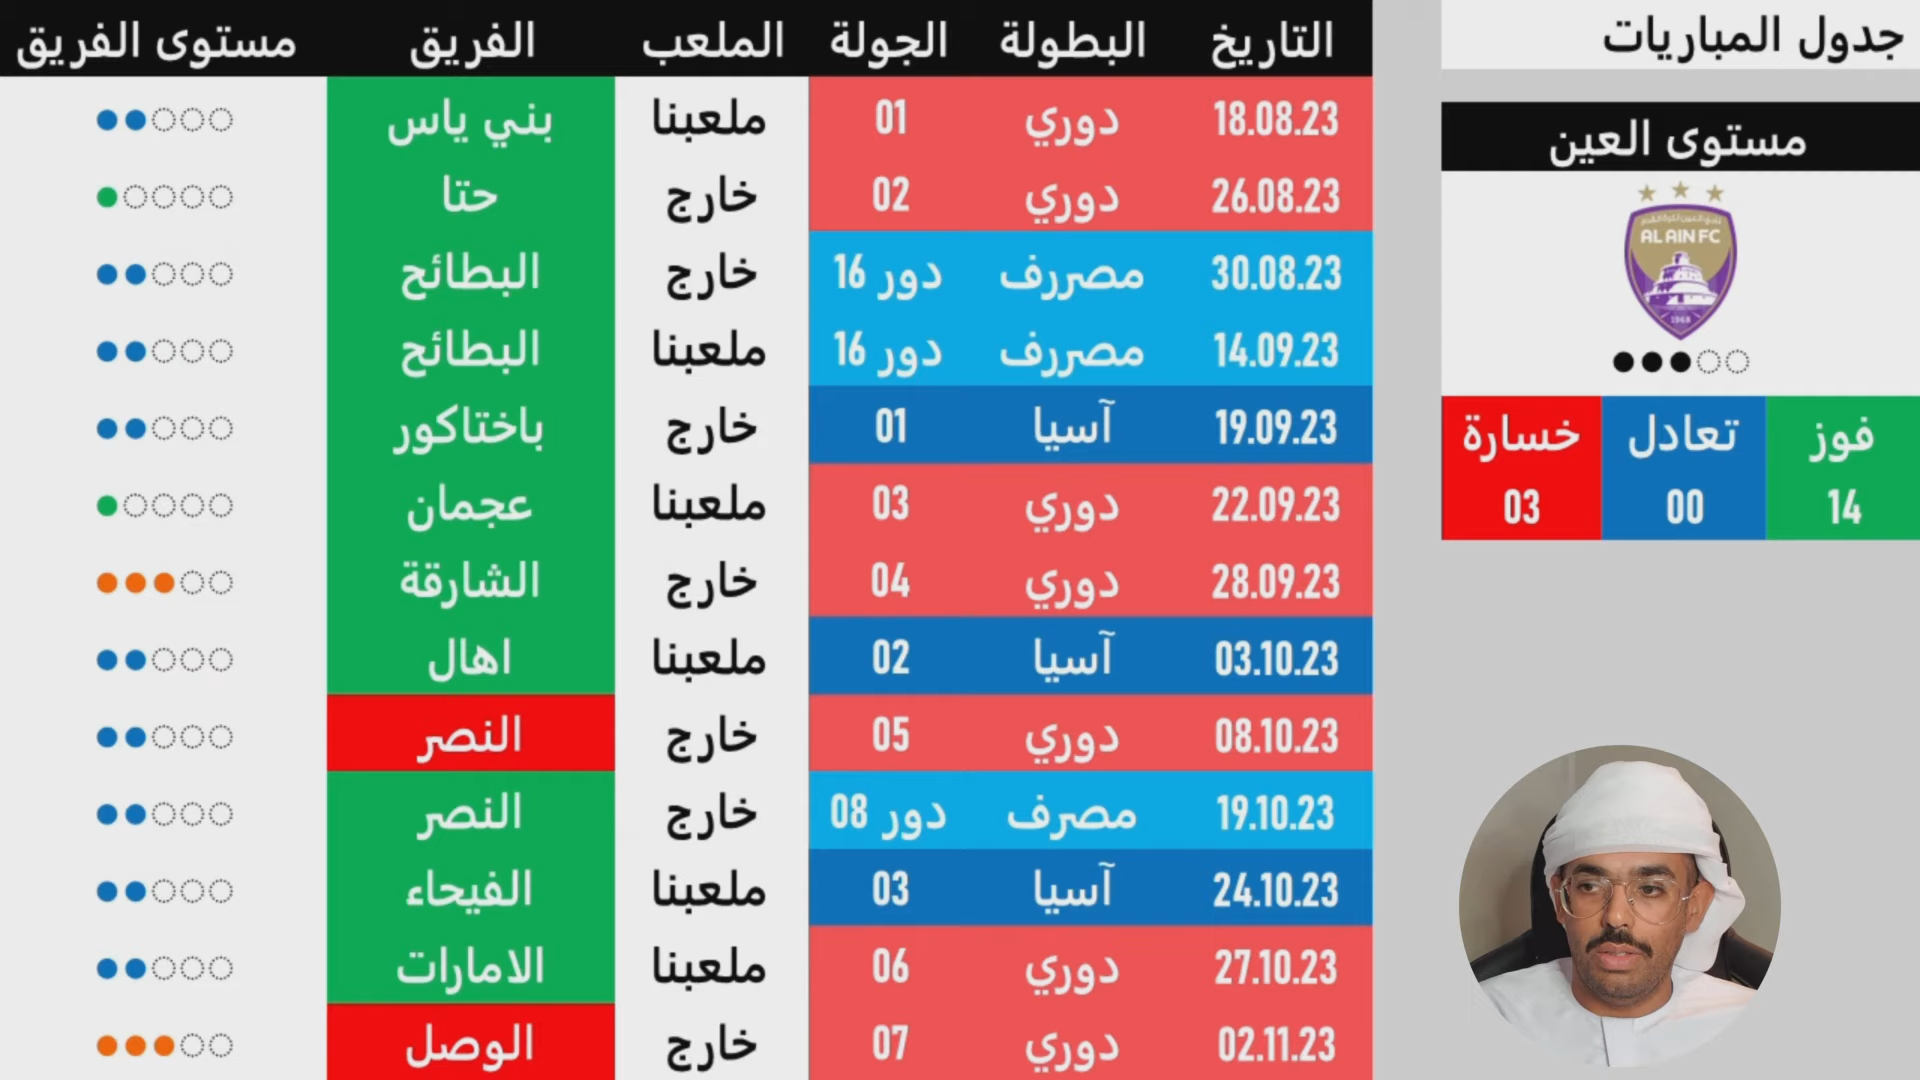 جدول المباريات
مستوى العين
AL AIN FC
1968
فوز تعادل خسارة
14 00 03
التاريخ البطولة الجولة الملعب الفريق مستوى الفريق
18.08.23 دوري 01 ملعبنا بني ياس
26.08.23 دوري 02 خارج حتا
30.08.23 مصررف دور 16 خارج البطائح
14.09.23 مصررف دور 16 ملعبنا البطائح
19.09.23 آسيا 01 خارج باختاكور
22.09.23 دوري 03 ملعبنا عجمان
28.09.23 دوري 04 خارج الشارقة
03.10.23 آسيا 02 ملعبنا اهال
08.10.23 دوري 05 خارج النصر
19.10.23 مصرف دور 08 خارج النصر
24.10.23 آسيا 03 ملعبنا الفيحاء
27.10.23 دوري 06 ملعبنا الامارات
02.11.23 دوري 07 خارج الوصل